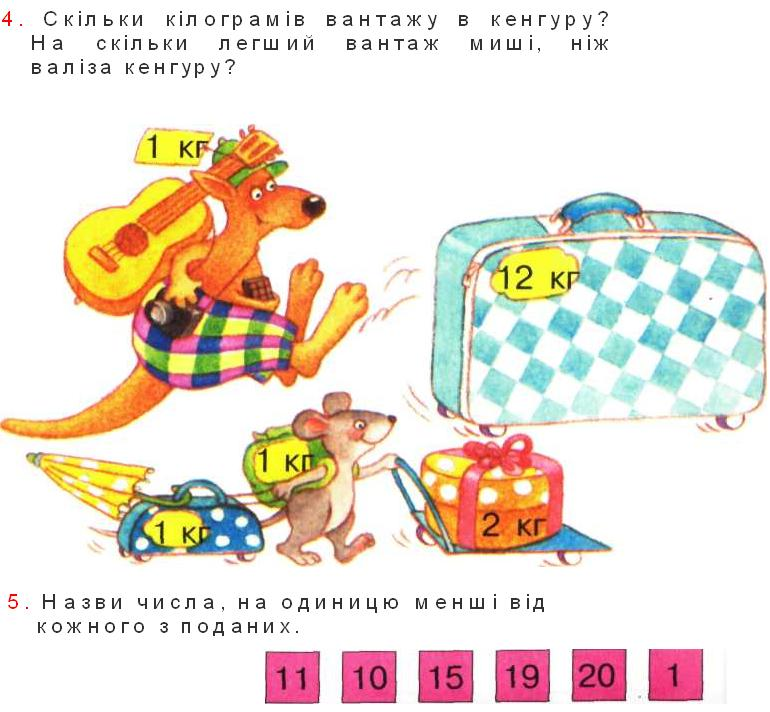 4. Скільки кілограмів вантажу в кенгуру?
На скільки легший вантаж миші, ніж
валіза кенгуру?
1 кг
12 кг
1 кг
1 кг
2 кг
5. Назви числа, на одиницю менші від
кожного з поданих.
11 10 15 19 20 1